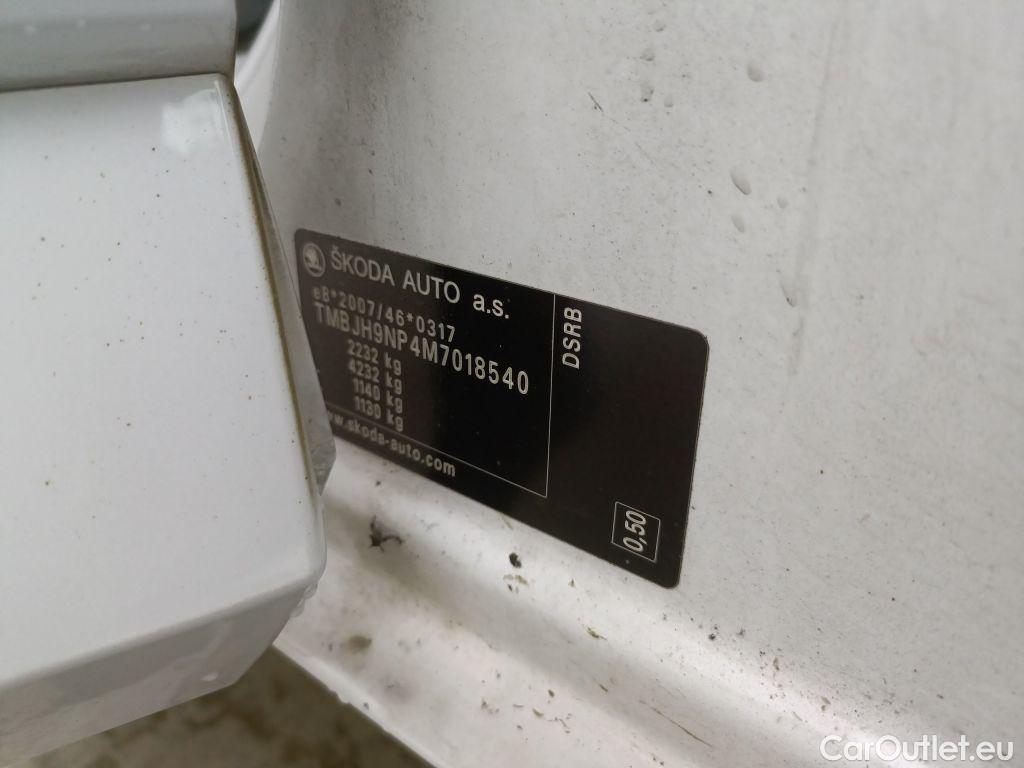 ŠKODA AUTO a.s.
e8*2007/46*0317
TMBJH9NP4M7018540
2232 kg
4232 kg
1140 kg
1130 kg
www.skoda-auto.com
DSRB
0,50
CarOutlet.eu